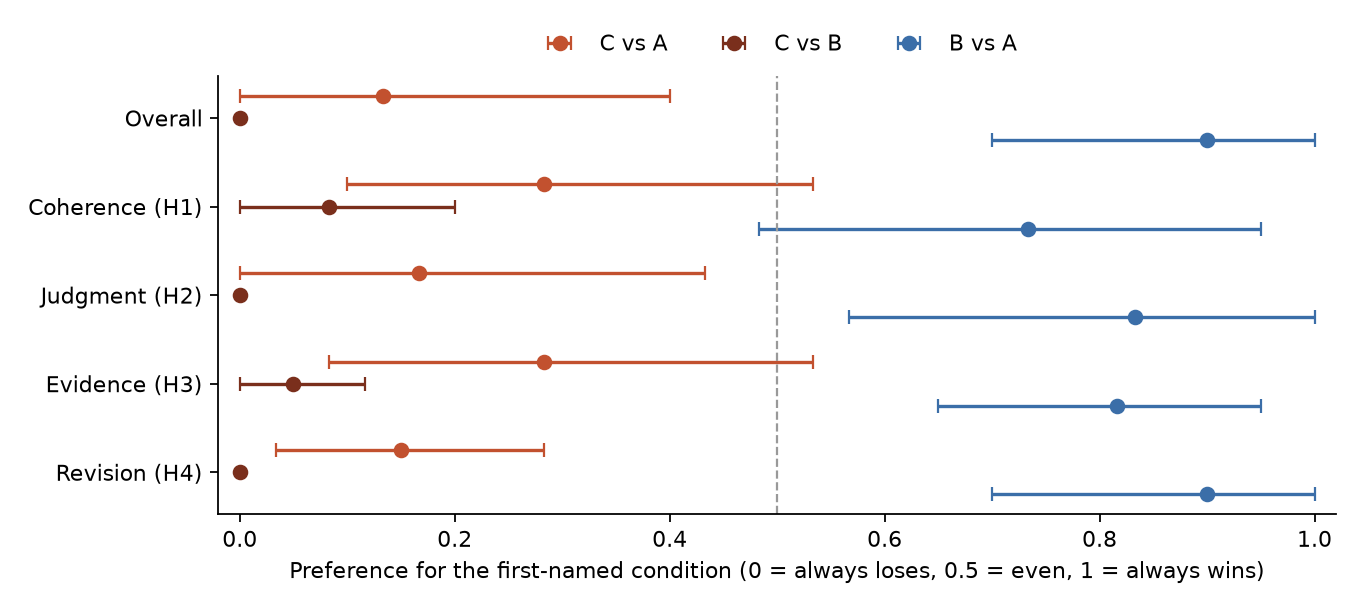 C vs A C vs B B vs A
Overall
Coherence (H1)
Judgment (H2)
Evidence (H3)
Revision (H4)
0.0 0.2 0.4 0.6 0.8 1.0
Preference for the first-named condition (0 = always loses, 0.5 = even, 1 = always wins)